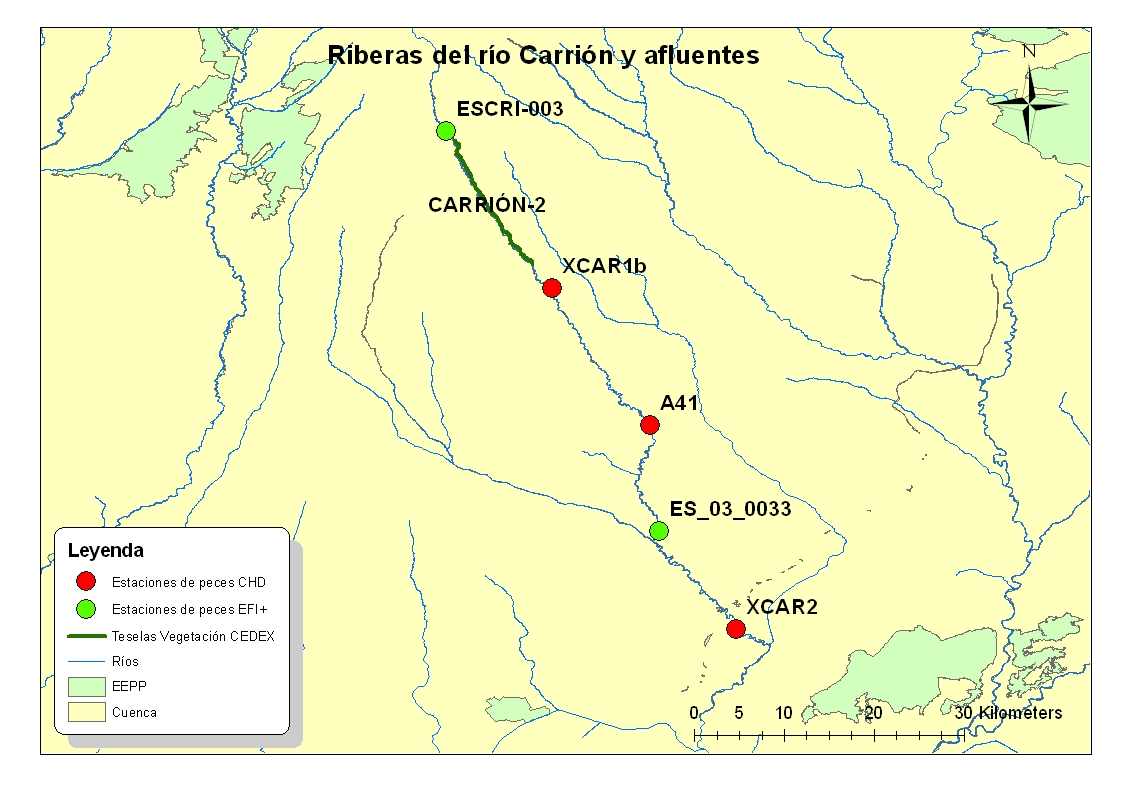 Riberas del río Carrión y afluentes
N
ESCRI-003
CARRIÓN-2
XCAR1b
A41
ES_03_0033
XCAR2
Leyenda
Estaciones de peces CHD
Estaciones de peces EFI+
Teselas Vegetación CEDEX
Ríos
EEPP
Cuenca
0 5 10 20 30 Kilometers